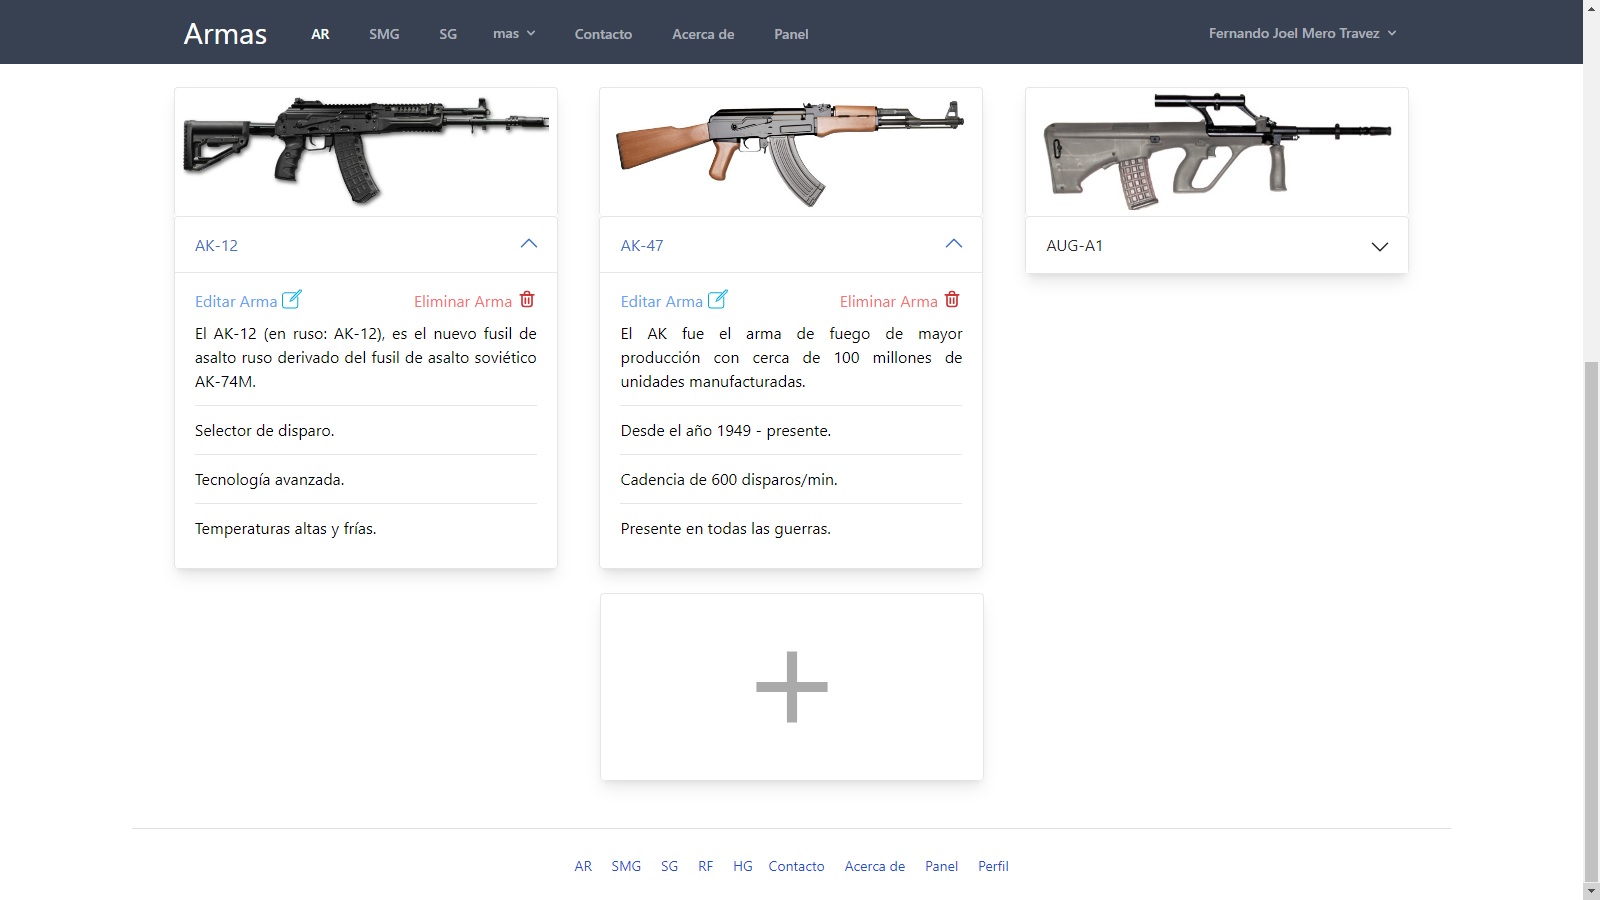 Armas AR SMG SG mas Contacto Acerca de Panel Fernando Joel Mero Travez
AK-12
Editar Arma Eliminar Arma
El AK-12 (en ruso: AK-12), es el nuevo fusil de
asalto ruso derivado del fusil de asalto soviético
AK-74M.
Selector de disparo.
Tecnología avanzada.
Temperaturas altas y frías.
AK-47
Editar Arma Eliminar Arma
El AK fue el arma de fuego de mayor
producción con cerca de 100 millones de
unidades manufacturadas.
Desde el año 1949 - presente.
Cadencia de 600 disparos/min.
Presente en todas las guerras.
AUG-A1
AR SMG SG RF HG Contacto Acerca de Panel Perfil